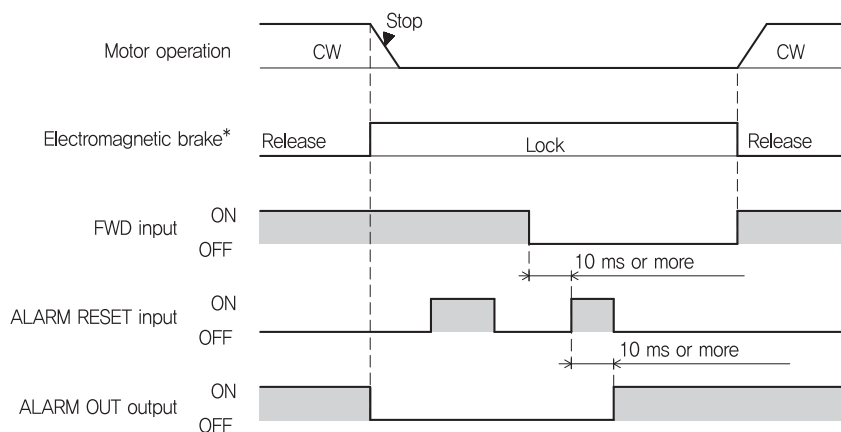 Stop
Motor operation
CW
CW
Electromagnetic brake*
Release
Lock
Release
FWD input
ON
OFF
10 ms or more
ALARM RESET input
ON
OFF
10 ms or more
ALARM OUT output
ON
OFF